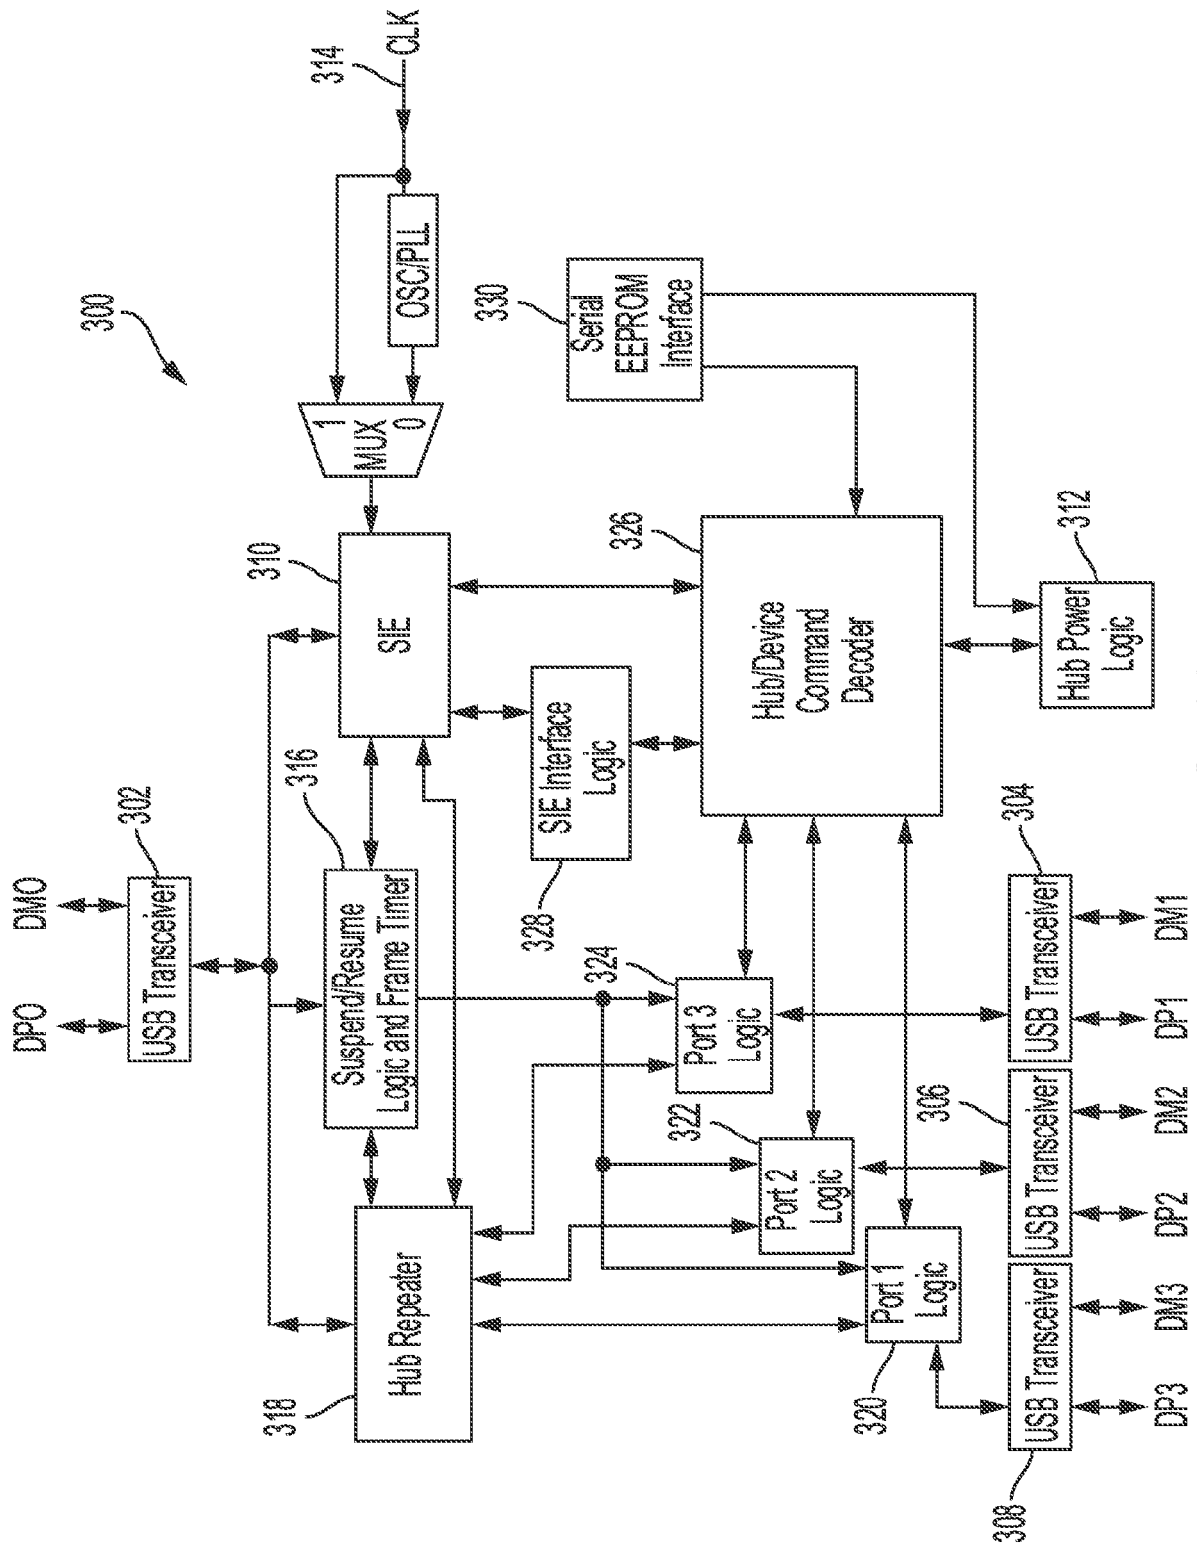 300
DPO
DMO
302
USB Transceiver
318
Hub Repeater
316
Suspend/Resume
Logic and Frame Timer
310
SIE
1
MUX
0
OSC/PLL
314
CLK
328
SIE Interface
Logic
330
Serial
EEPROM
Interface
326
Hub/Device
Command
Decoder
324
Port 3
Logic
322
Port 2
Logic
320
Port 1
Logic
312
Hub Power
Logic
308
USB Transceiver
306
USB Transceiver
304
USB Transceiver
DP3
DM3
DP2
DM2
DP1
DM1